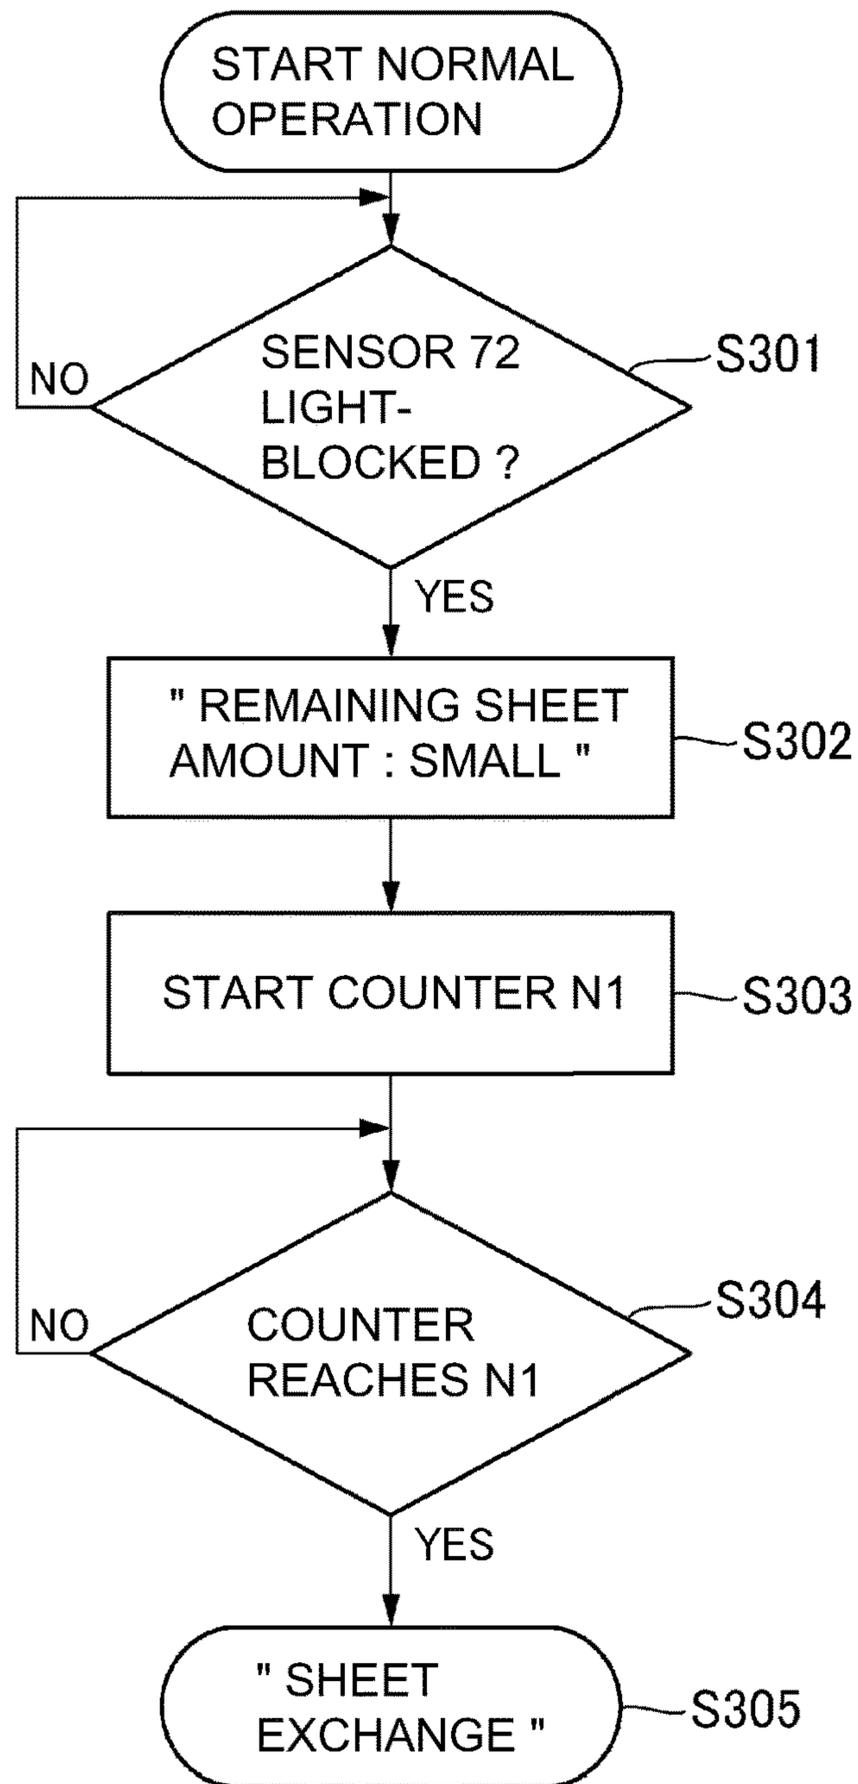 START NORMAL
OPERATION
SENSOR 72
LIGHT-
BLOCKED ?
S301
NO
YES
" REMAINING SHEET
AMOUNT : SMALL "
S302
START COUNTER N1
S303
COUNTER
REACHES N1
S304
NO
YES
" SHEET
EXCHANGE "
S305